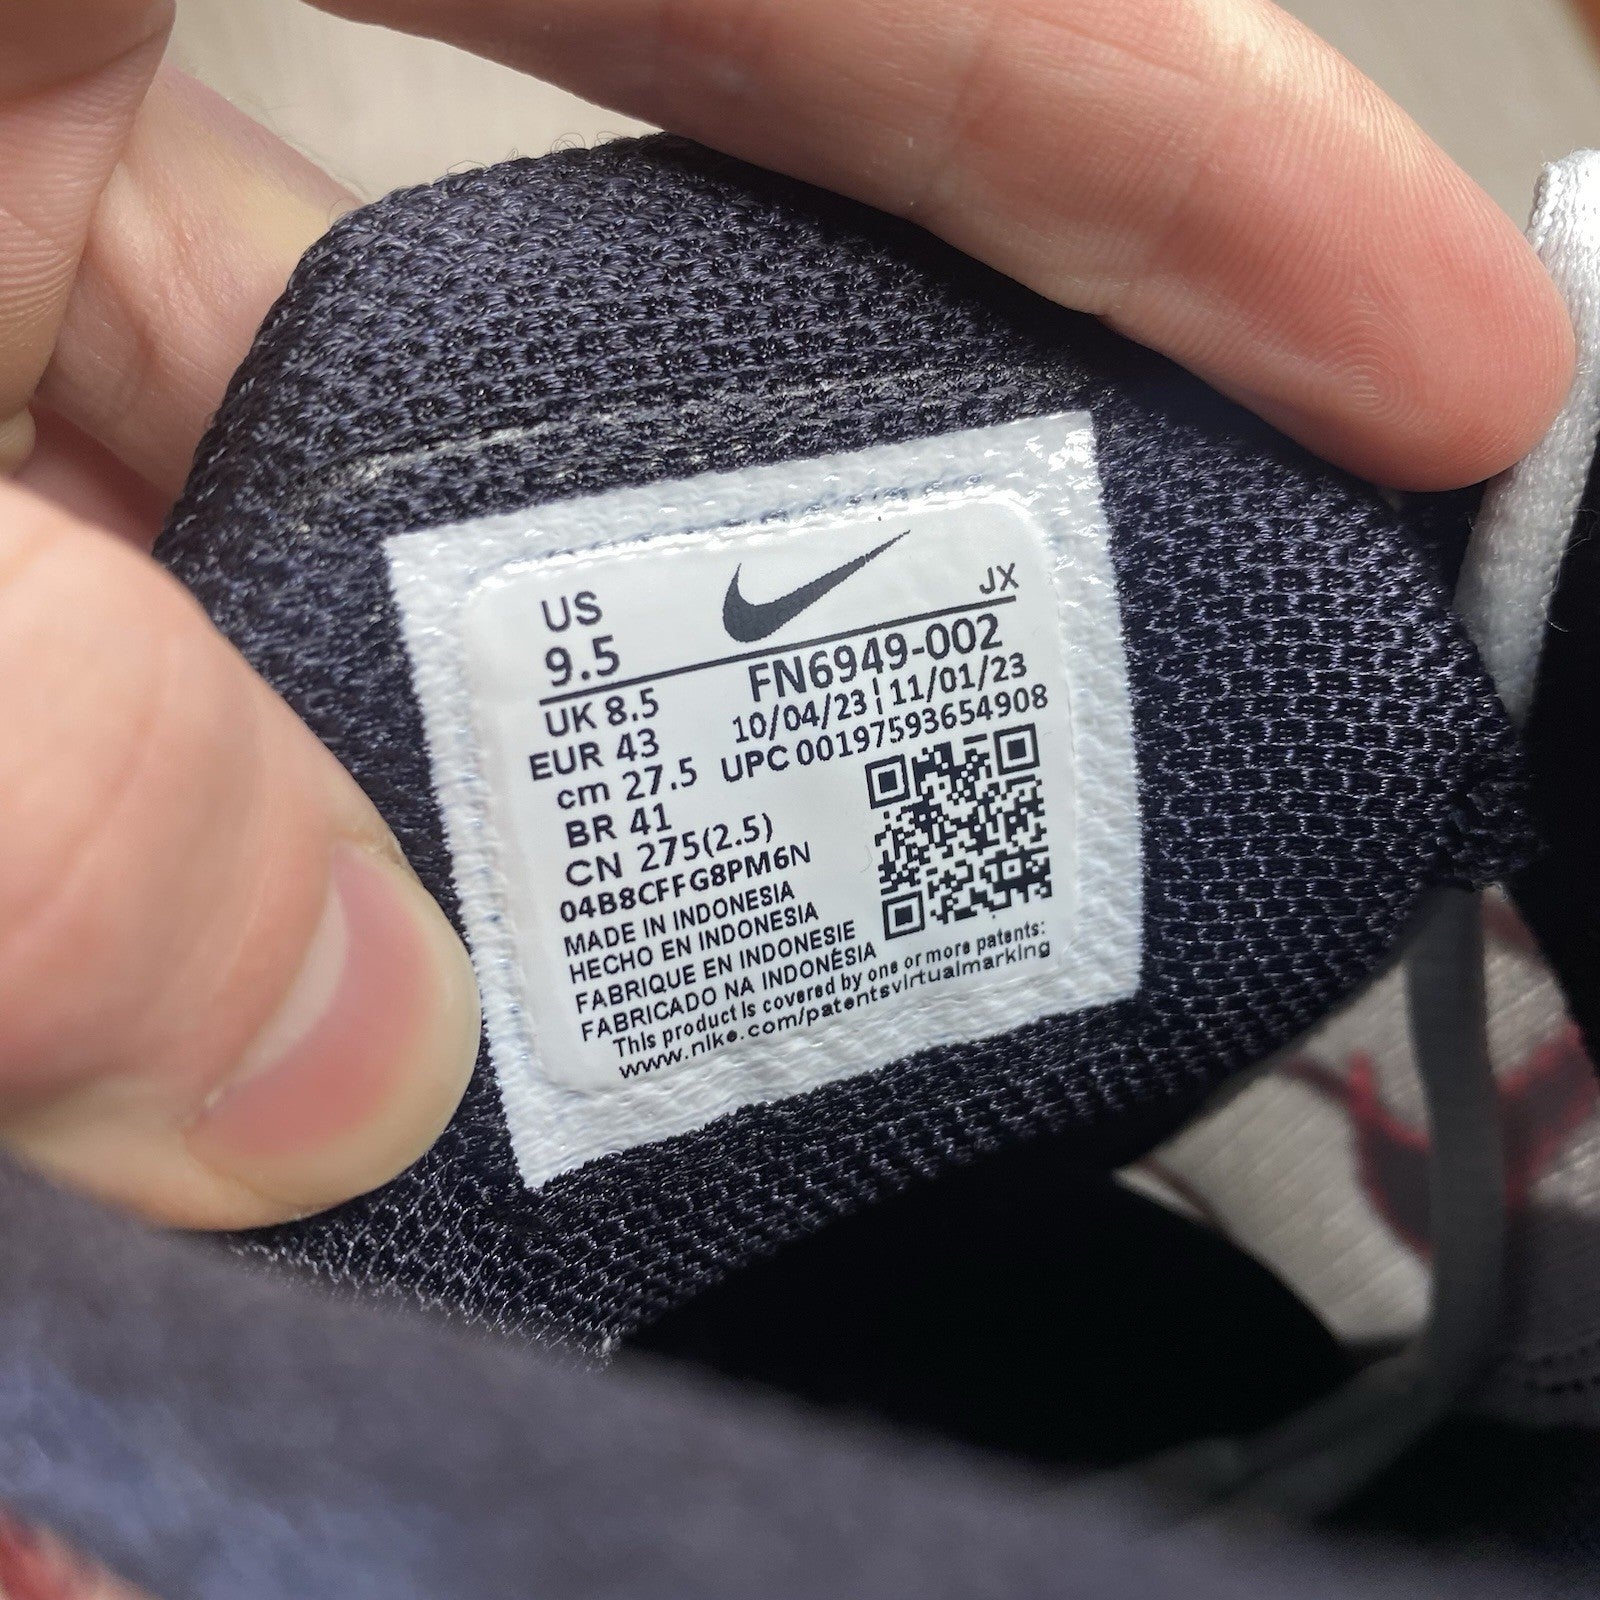 US
9.5
JX
UK 8.5
EUR 43
cm 27.5
BR 41
CN 275(2.5)
FN6949-002
10/04/23 ¦ 11/01/23
UPC 00197593654908
04B8CFFG8PM6N
MADE IN INDONESIA
HECHO EN INDONESIA
FABRIQUE EN INDONESIE
FABRICADO NA INDONÉSIA
This product is covered by one or more patents:
www.nike.com/patentsvirtualmarking